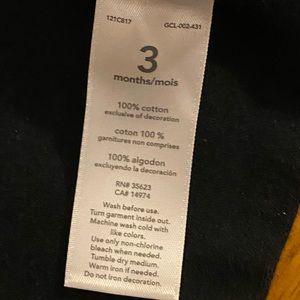 121C817 GCL-002-431
3
months/mois
100% cotton
exclusive of decoration
coton 100 %
garnitures non comprises
100% algodon
excluyendo la decoración
RN# 35623
CA# 14974
Wash before use.
Turn garment inside out.
Machine wash cold with
like colors.
Use only non-chlorine
bleach when needed.
Tumble dry medium.
Warm iron if needed.
Do not iron decoration.